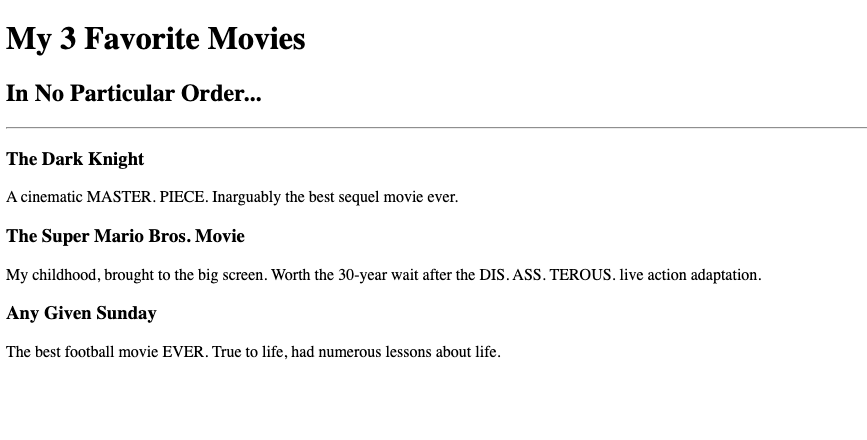 My 3 Favorite Movies
In No Particular Order...
The Dark Knight
A cinematic MASTER. PIECE. Inarguably the best sequel movie ever.
The Super Mario Bros. Movie
My childhood, brought to the big screen. Worth the 30-year wait after the DIS. ASS. TEROUS. live action adaptation.
Any Given Sunday
The best football movie EVER. True to life, had numerous lessons about life.